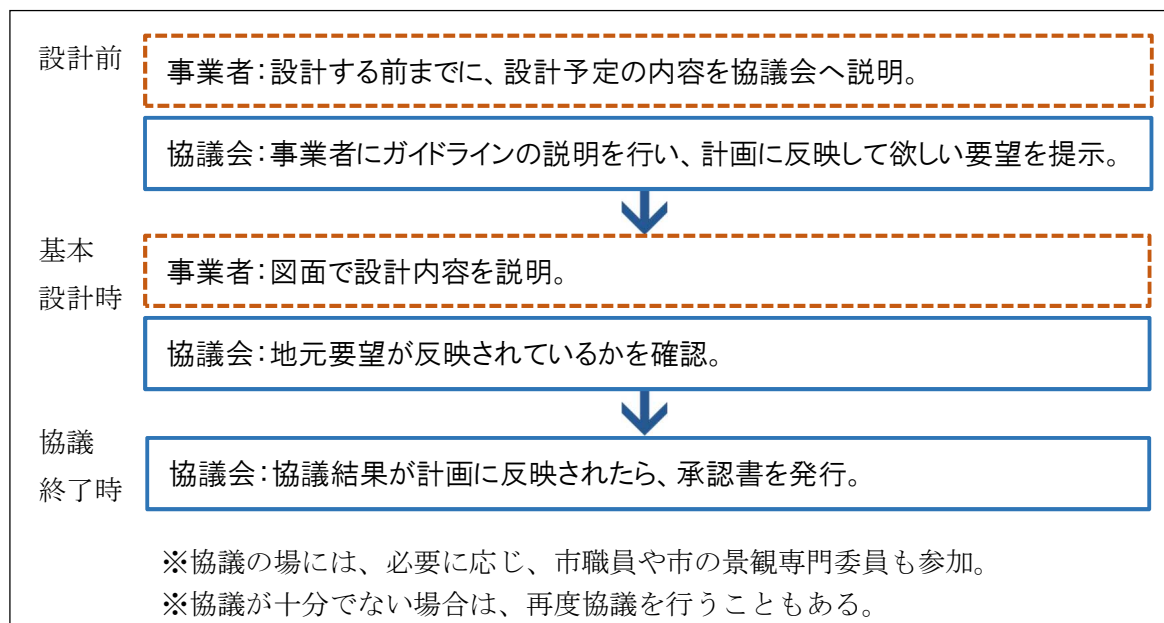 設計前
事業者：設計する前までに、設計予定の内容を協議会へ説明。
協議会：事業者にガイドラインの説明を行い、計画に反映して欲しい要望を提示。
基本
設計時
事業者：図面で設計内容を説明。
協議会：地元要望が反映されているかを確認。
協議
終了時
協議会：協議結果が計画に反映されたら、承認書を発行。
※協議の場には、必要に応じ、市職員や市の景観専門委員も参加。
※協議が十分でない場合は、再度協議を行うこともある。